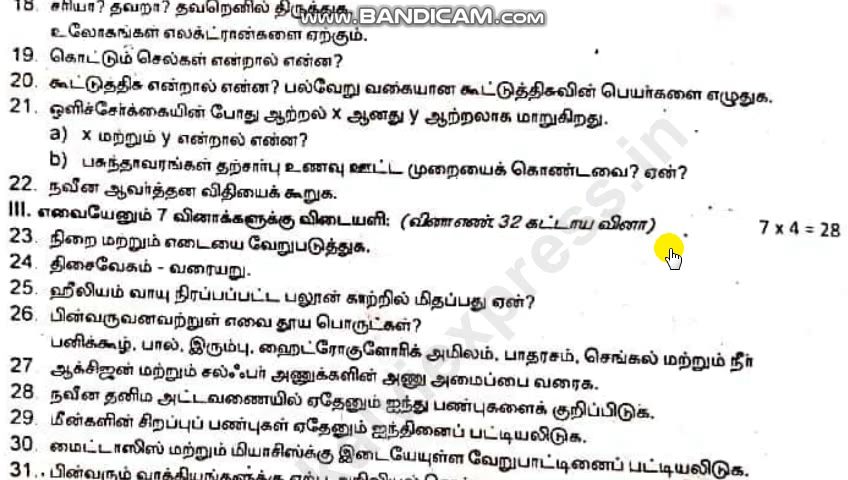 18. சரியா? தவறா? தவறெனில் திருத்துக.
WWW.BANDICAM.COM
உலோகங்கள் எலக்ட்ரான்களை ஏற்கும்.
19. கொட்டும் செல்கள் என்றால் என்ன?
20. கூட்டுத்திசு என்றால் என்ன? பல்வேறு வகையான கூட்டுத்திசுவின் பெயர்களை எழுதுக.
21. ஒளிச்சேர்க்கையின் போது ஆற்றல் x ஆனது y ஆற்றலாக மாறுகிறது.
a) x மற்றும் y என்றால் என்ன?
b) பசுந்தாவரங்கள் தற்சார்பு உணவு ஊட்ட முறையைக் கொண்டவை? ஏன்?
22. நவீன ஆவர்த்தன விதியைக் கூறுக.
III. எவையேனும் 7 வினாக்களுக்கு விடையளி: (வினாஎண் 32 கட்டாய வினா) 7 x 4 = 28
23. நிறை மற்றும் எடையை வேறுபடுத்துக.
24. திசைவேகம் - வரையறு.
25. ஹீலியம் வாயு நிரப்பப்பட்ட பலூன் காற்றில் மிதப்பது ஏன்?
26. பின்வருவனவற்றுள் எவை தூய பொருட்கள்?
பனிக்கூழ், பால், இரும்பு, ஹைட்ரோகுளோரிக் அமிலம், பாதரசம், செங்கல் மற்றும் நீர்
27. ஆக்சிஜன் மற்றும் சல்ஃபர் அணுக்களின் அணு அமைப்பை வரைக.
28. நவீன தனிம அட்டவணையில் ஏதேனும் ஐந்து பண்புகளைக் குறிப்பிடுக.
29. மீன்களின் சிறப்புப் பண்புகள் ஏதேனும் ஐந்தினைப் பட்டியலிடுக.
30. மைட்டாஸிஸ் மற்றும் மியாசிஸ்க்கு இடையேயுள்ள வேறுபாட்டினைப் பட்டியலிடுக.
31. பின்வரும் வாக்கியங்களுக்கு